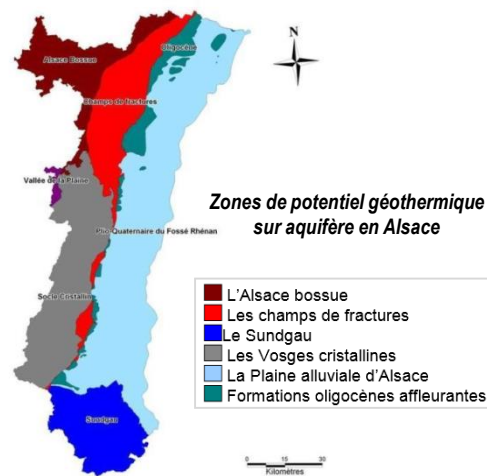 Alsace Bossue
Oligocène
Champs de fractures
Vallée de la Plaine
Plio-Quaternaire du Fossé Rhénan
Socle Cristallin
Sundgau
N
Zones de potentiel géothermique
sur aquifère en Alsace
L'Alsace bossue
Les champs de fractures
Le Sundgau
Les Vosges cristallines
La Plaine alluviale d'Alsace
Formations oligocènes affleurantes
0 15 30
Kilomètres